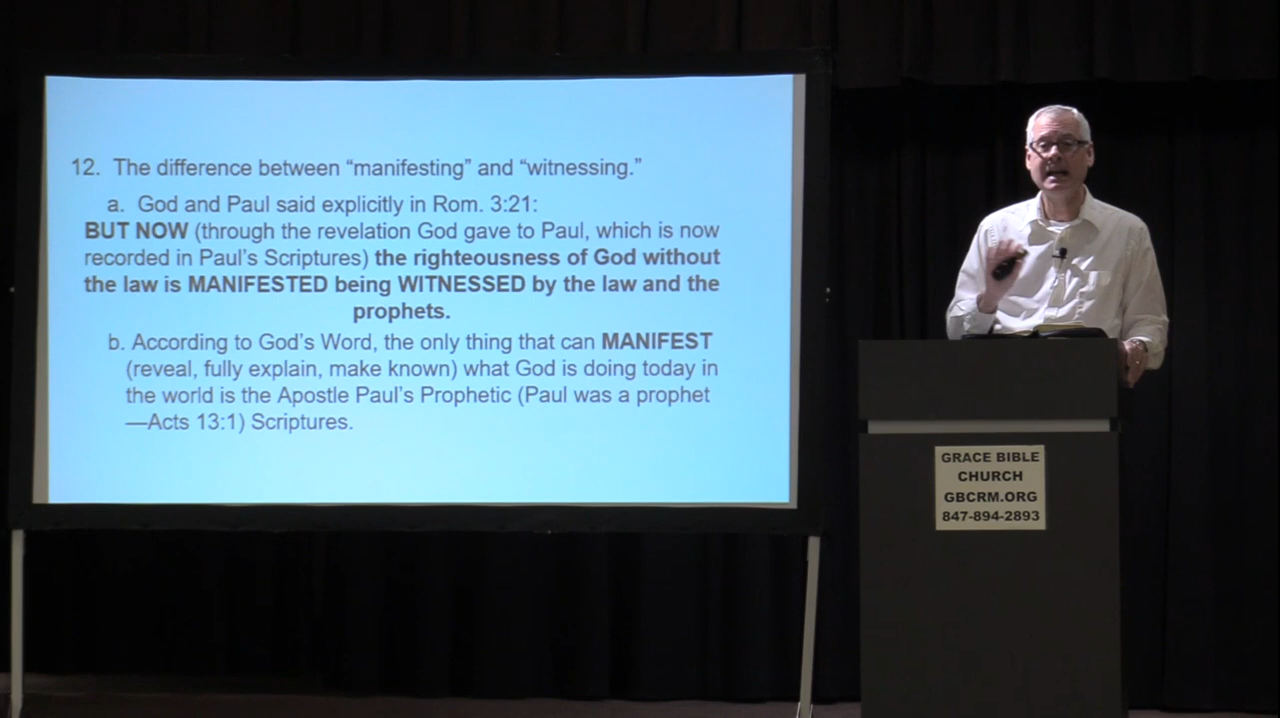 12. The difference between “manifesting” and “witnessing.”
a. God and Paul said explicitly in Rom. 3:21:
BUT NOW (through the revelation God gave to Paul, which is now
recorded in Paul’s Scriptures) the righteousness of God without
the law is MANIFESTED being WITNESSED by the law and the
prophets.
b. According to God’s Word, the only thing that can MANIFEST
(reveal, fully explain, make known) what God is doing today in
the world is the Apostle Paul’s Prophetic (Paul was a prophet
—Acts 13:1) Scriptures.
GRACE BIBLE
CHURCH
GBCRM.ORG
847-894-2893